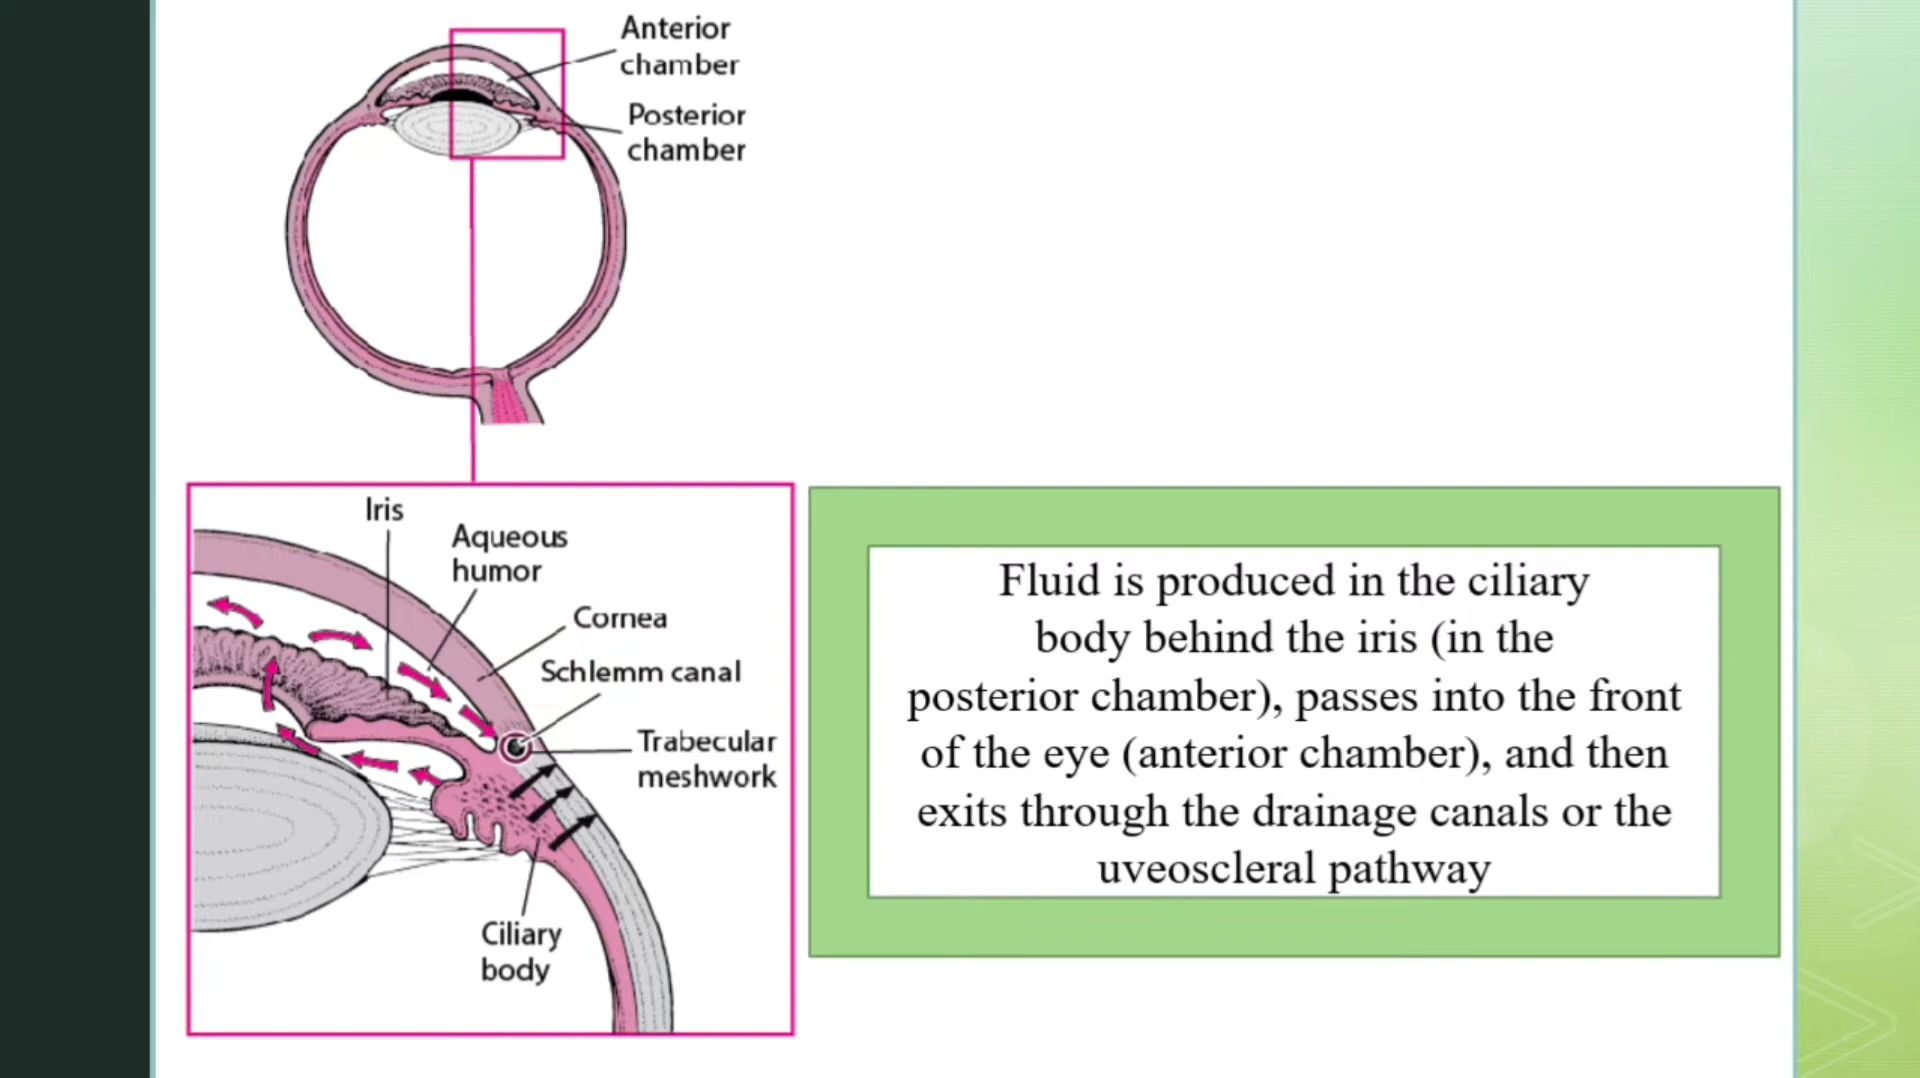 Anterior
chamber
Posterior
chamber
Iris
Aqueous
humor
Cornea
Schlemm canal
Trabecular
meshwork
Ciliary
body
Fluid is produced in the ciliary
body behind the iris (in the
posterior chamber), passes into the front
of the eye (anterior chamber), and then
exits through the drainage canals or the
uveoscleral pathway